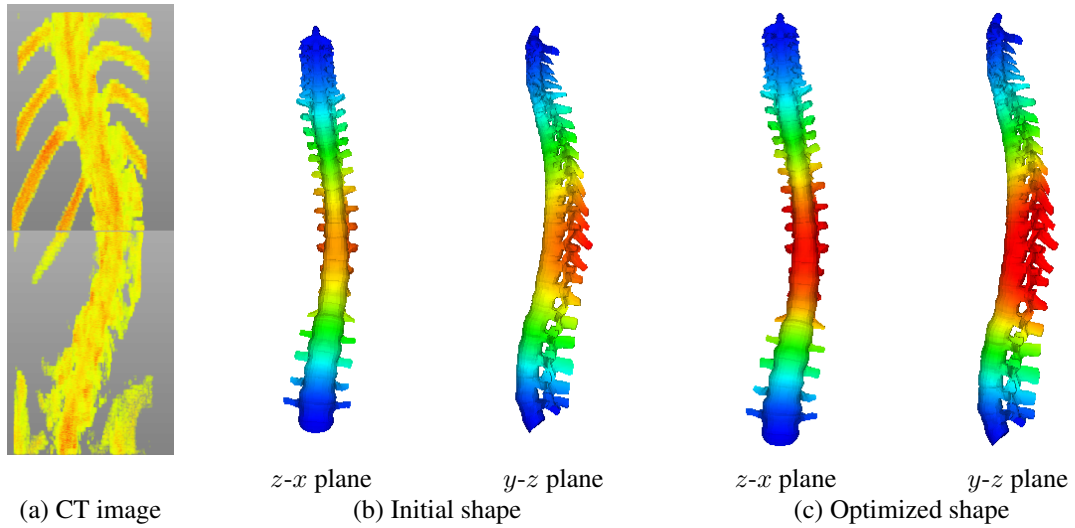 z-x plane
y-z plane
z-x plane
y-z plane
(a) CT image
(b) Initial shape
(c) Optimized shape